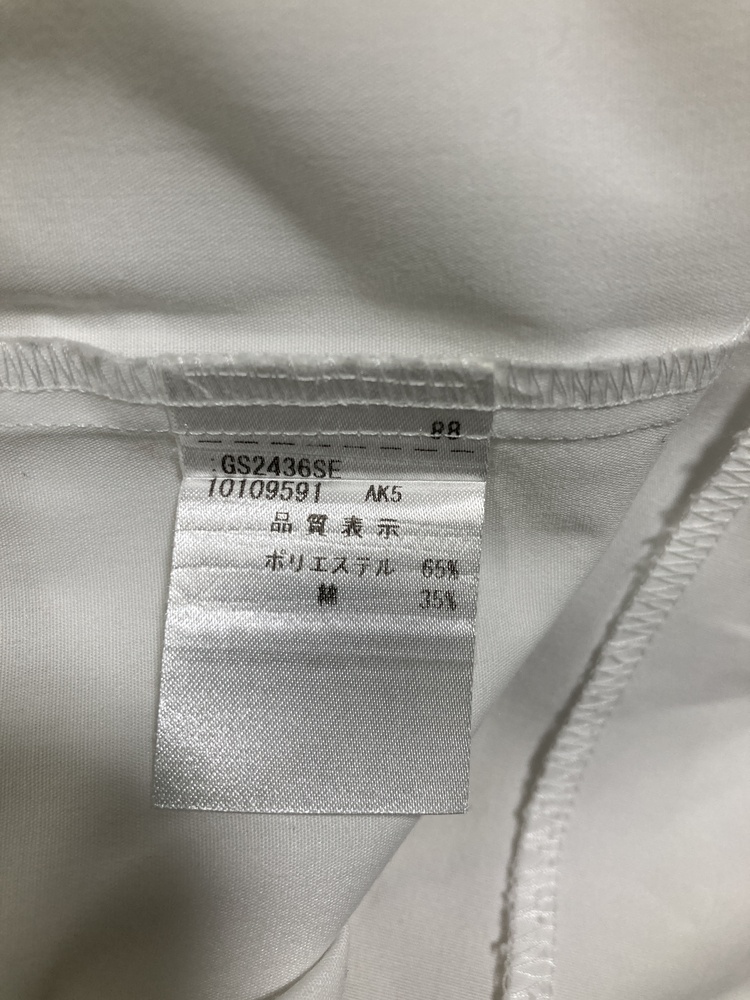 88
:GS2436SE
10109591 AK5
品質表示
ポリエステル 65%
綿 35%